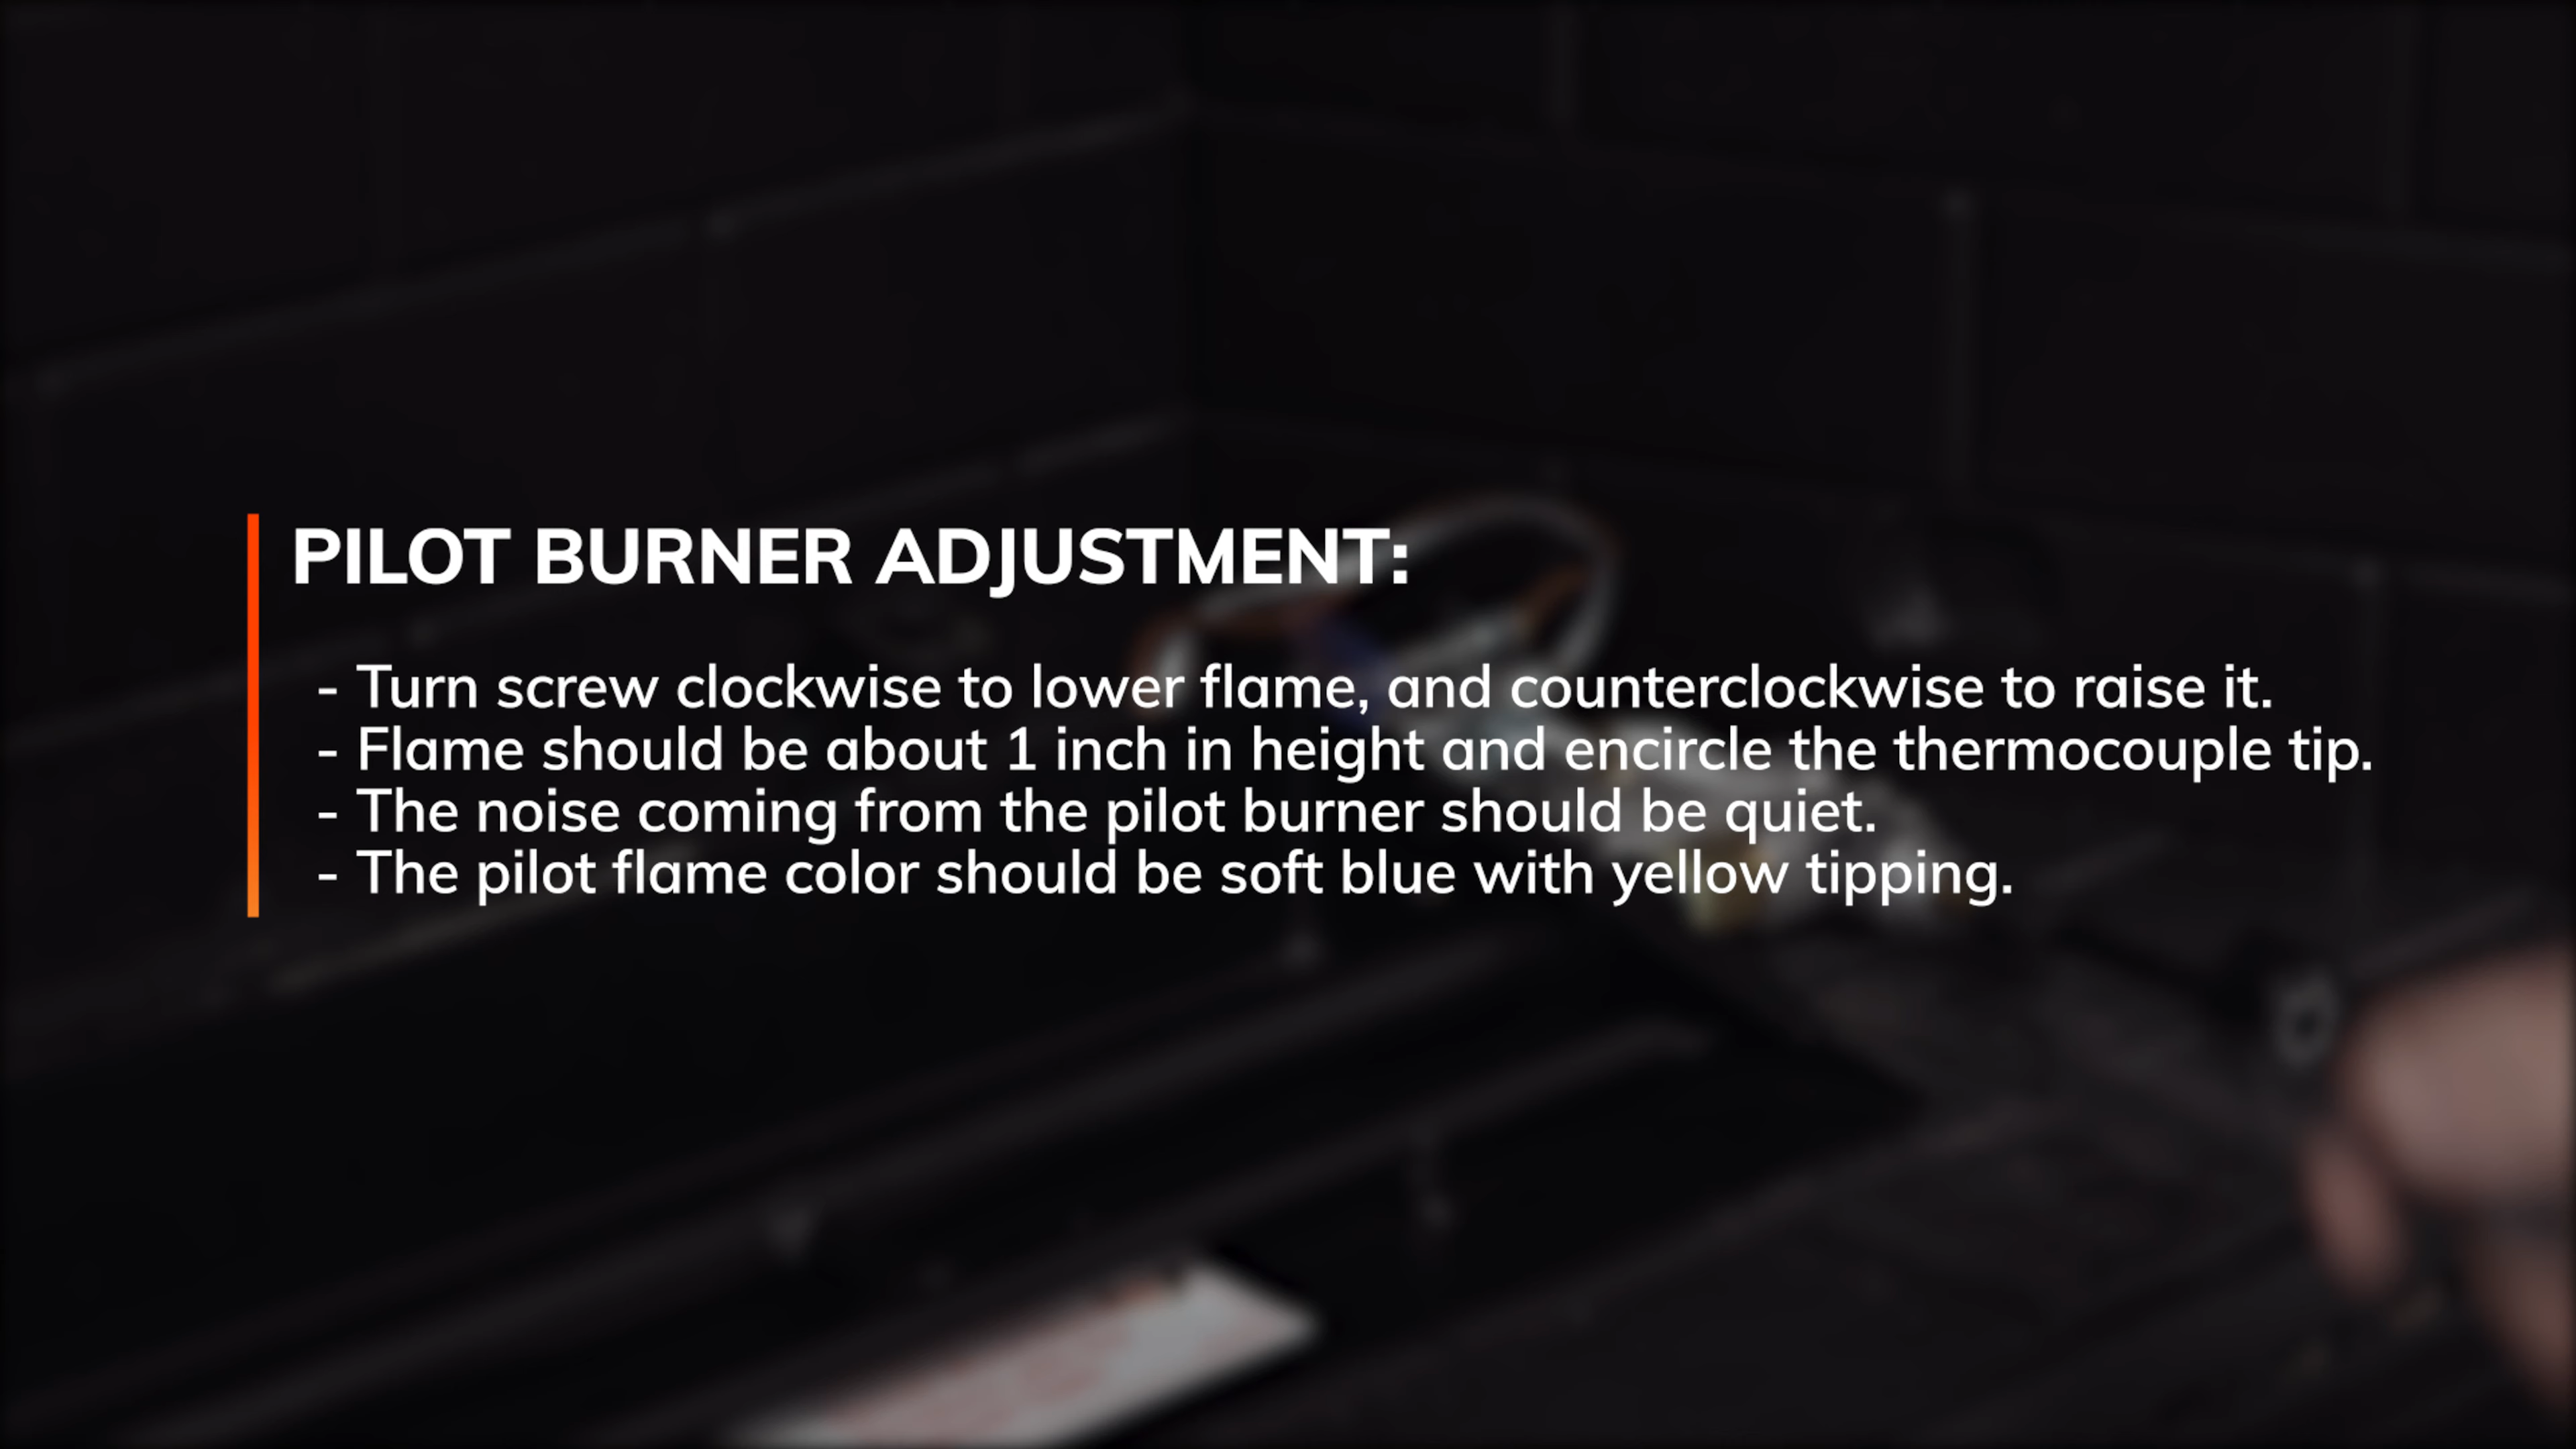 PILOT BURNER ADJUSTMENT:
- Turn screw clockwise to lower flame, and counterclockwise to raise it.
- Flame should be about 1 inch in height and encircle the thermocouple tip.
- The noise coming from the pilot burner should be quiet.
- The pilot flame color should be soft blue with yellow tipping.